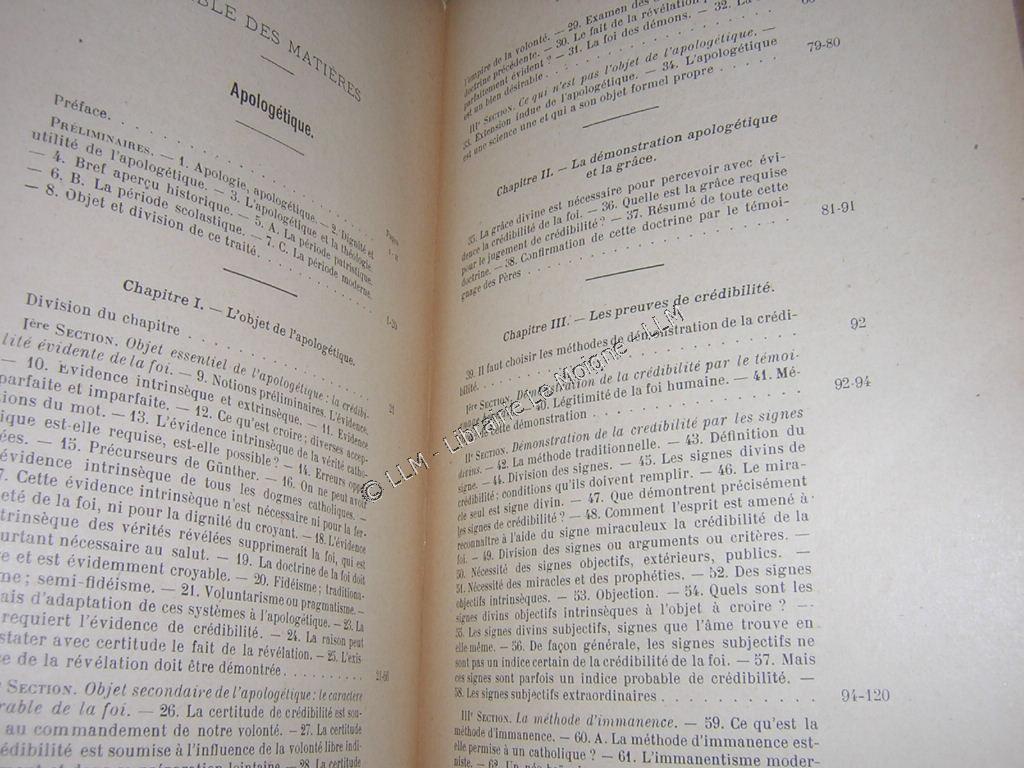 TABLE DES MATIÈRES
Apologétique.
Préface.
Pages
PRÉLIMINAIRES. — 1. Apologie, apologétique. — 2. Dignité et
utilité de l'apologétique. — 3. L'apologétique et la théologie.
— 4. Bref aperçu historique. — 5. A. La période patristique.
— 6. B. La période scolastique. — 7. C. La période moderne.
— 8. Objet et division de ce traité. 1-20
Chapitre I. — L'objet de l'apologétique.
Division du chapitre 21
Ière SECTION. Objet essentiel de l'apologétique : la crédibi-
lité évidente de la foi. — 9. Notions préliminaires. L'évidence.
— 10. Evidence intrinsèque et extrinsèque. — 11. Evidence
parfaite et imparfaite. — 12. Ce qu'est croire ; diverses accep-
tions du mot. — 13. L'évidence intrinsèque de la vérité catho-
ique est-elle requise, est-elle possible ? — 14. Erreurs oppo-
ées. — 15. Précurseurs de Günther. — 16. On ne peut avoir
évidence intrinsèque de tous les dogmes catholiques. —
7. Cette évidence intrinsèque n'est nécessaire ni pour la fer-
eté de la foi, ni pour la dignité du croyant. — 18. L'évidence
trinsèque des vérités révélées supprimerait la foi, qui est
urtant nécessaire au salut. — 19. La doctrine de la foi doit
e et est évidemment croyable. — 20. Fidéisme ; traditiona-
me ; semi-fidéisme. — 21. Voluntarisme ou pragmatisme. —
ais d'adaptation de ces systèmes à l'apologétique. — 23. La
requiert l'évidence de crédibilité. — 24. La raison peut
stater avec certitude le fait de la révélation. — 25. L'exis
ce de la révélation doit être démontrée
SECTION. Objet secondaire de l'apologétique : le caractère
rable de la foi. — 26. La certitude de crédibilité est sou-
au commandement de notre volonté. — 27. La certitude
édibilité est soumise à l'influence de la volonté libre indi-
28. La certitude
l'empire de la volonté. — 29. Examen des
doctrine précédente. — 30. Le fait de la révélation
parfaitement évident ? — 31. La foi des démons. — 32. La
est un bien désirable
IIIe SECTION. Ce qui n'est pas l'objet de l'apologétique. —
33. Extension indue de l'apologétique. — 34. L'apologétique
est une science une et qui a son objet formel propre 79-80
Chapitre II. — La démonstration apologétique
et la grâce.
35. La grâce divine est nécessaire pour percevoir avec évi-
dence la crédibilité de la foi. — 36. Quelle est la grâce requise
pour le jugement de crédibilité ? — 37. Résumé de toute cette
doctrine. — 38. Confirmation de cette doctrine par le témoi-
gnage des Pères 81-91
Chapitre III. — Les preuves de crédibilité.
39. Il faut choisir les méthodes de démonstration de la crédi-
bilité. 92
Ière SECTION. Démonstration de la crédibilité par le témoi-
40. Légitimité de la foi humaine. — 41. Mé-
cette démonstration 92-94
IIe SECTION. Démonstration de la crédibilité par les signes
divins. — 42. La méthode traditionnelle. — 43. Définition du
signe. — 44. Division des signes. — 45. Les signes divins de
crédibilité : conditions qu'ils doivent remplir. — 46. Le mira-
cle seul est signe divin. — 47. Que démontrent précisément
les signes de crédibilité ? — 48. Comment l'esprit est amené à
reconnaître à l'aide du signe miraculeux la crédibilité de la
foi. — 49. Division des signes ou arguments ou critères. —
50. Nécessité des signes objectifs, extérieurs, publics. —
51. Nécessité des miracles et des prophéties. — 52. Des signes
objectifs intrinsèques. — 53. Objection. — 54. Quels sont les
signes divins objectifs intrinsèques à l'objet à croire ? —
55. Les signes divins subjectifs, signes que l'âme trouve en
elle-même. — 56. De façon générale, les signes subjectifs ne
sont pas un indice certain de la crédibilité de la foi. — 57. Mais
ces signes sont parfois un indice probable de crédibilité. —
58. Les signes subjectifs extraordinaires 94-120
IIIe SECTION. La méthode d'immanence. — 59. Ce qu'est la
méthode d'immanence. — 60. A. La méthode d'immanence est-
elle permise à un catholique ? — 61. L'immanentisme moder-
niste. — 62.
© LLM - Librairie Le Moigne - LLM